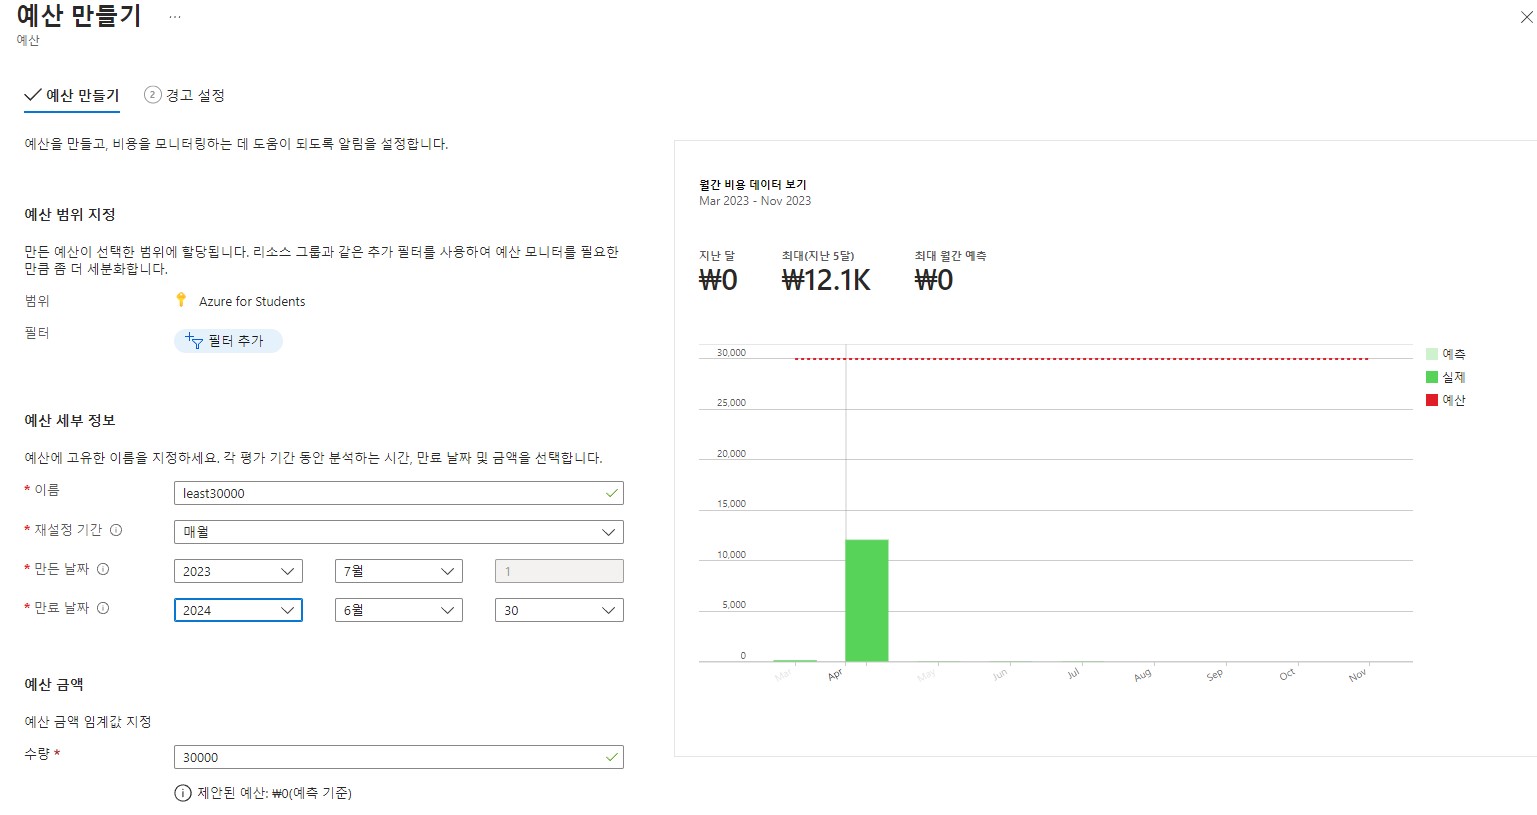 예산 만들기 ...
예산
예산 만들기
2 경고 설정
예산을 만들고, 비용을 모니터링하는 데 도움이 되도록 알림을 설정합니다.
예산 범위 지정
만든 예산이 선택한 범위에 할당됩니다. 리소스 그룹과 같은 추가 필터를 사용하여 예산 모니터를 필요한
만큼 좀 더 세분화합니다.
범위 Azure for Students
필터 필터 추가
예산 세부 정보
예산에 고유한 이름을 지정하세요. 각 평가 기간 동안 분석하는 시간, 만료 날짜 및 금액을 선택합니다.
* 이름 least30000
* 재설정 기간 매월
* 만든 날짜 2023 7월 1
* 만료 날짜 2024 6월 30
예산 금액
예산 금액 임계값 지정
수량 * 30000
제안된 예산: ₩0(예측 기준)
월간 비용 데이터 보기
Mar 2023 - Nov 2023
지난 달 최대(지난 5달) 최대 월간 예측
₩0 ₩12.1K ₩0
30,000
25,000
20,000
15,000
10,000
5,000
0
Mar Apr May Jun Jul Aug Sep Oct Nov
예측
실제
예산